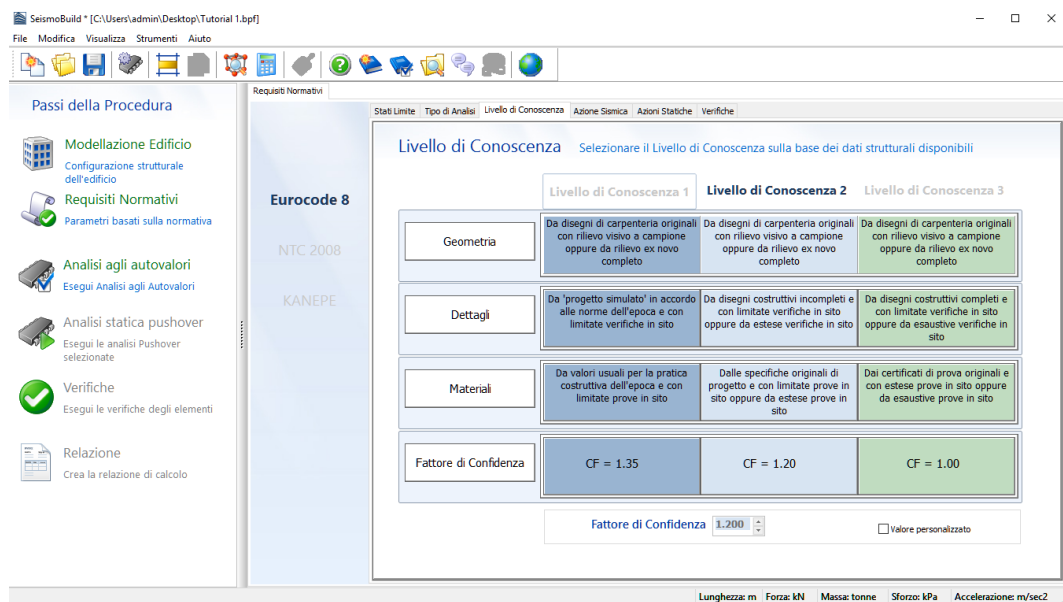 SeismoBuild * [C:\Users\admin\Desktop\Tutorial 1.bpf]
File Modifica Visualizza Strumenti Aiuto
Passi della Procedura
Modellazione Edificio
Configurazione strutturale
dell'edificio
Requisiti Normativi
Parametri basati sulla normativa
Analisi agli autovalori
Esegui Analisi agli Autovalori
Analisi statica pushover
Esegui le analisi Pushover
selezionate
Verifiche
Esegui le verifiche degli elementi
Relazione
Crea la relazione di calcolo
Requisiti Normativi
Eurocode 8
NTC 2008
KANEPE
Stati Limite Tipo di Analisi Livello di Conoscenza Azione Sismica Azioni Statiche Verifiche
Livello di Conoscenza Selezionare il Livello di Conoscenza sulla base dei dati strutturali disponibili
Livello di Conoscenza 1 Livello di Conoscenza 2 Livello di Conoscenza 3
Geometria
Da disegni di carpenteria originali
con rilievo visivo a campione
oppure da rilievo ex novo
completo
Da disegni di carpenteria originali
con rilievo visivo a campione
oppure da rilievo ex novo
completo
Da disegni di carpenteria originali
con rilievo visivo a campione
oppure da rilievo ex novo
completo
Dettagli
Da 'progetto simulato' in accordo
alle norme dell'epoca e con
limitate verifiche in sito
Da disegni costruttivi incompleti e
con limitate verifiche in sito
oppure da estese verifiche in sito
Da disegni costruttivi completi e
con limitate verifiche in sito
oppure da esaustive verifiche in
sito
Materiali
Da valori usuali per la pratica
costruttiva dell'epoca e con
limitate prove in sito
Dalle specifiche originali di
progetto e con limitate prove in
sito oppure da estese prove in
sito
Dai certificati di prova originali e
con estese prove in sito oppure
da esaustive prove in sito
Fattore di Confidenza
CF = 1.35
CF = 1.20
CF = 1.00
Fattore di Confidenza 1.200
Valore personalizzato
Lunghezza: m Forza: kN Massa: tonne Sforzo: kPa Accelerazione: m/sec2